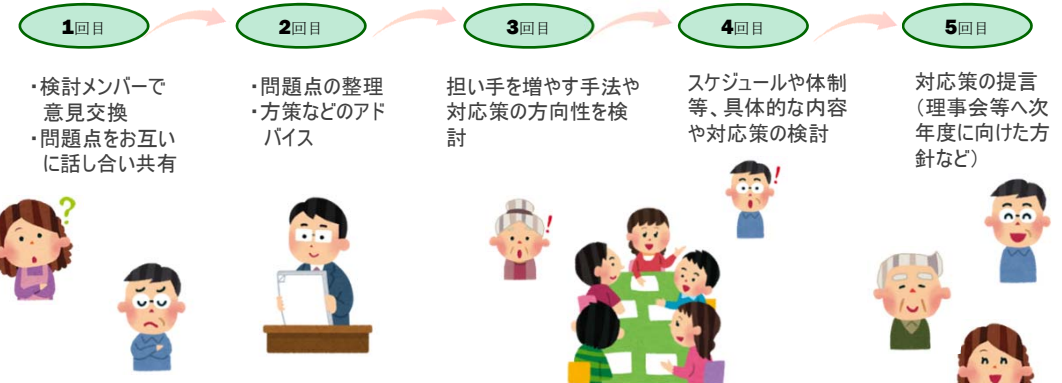 1回目
・検討メンバーで
意見交換
・問題点をお互い
に話し合い共有
2回目
・問題点の整理
・方策などのアド
バイス
3回目
担い手を増やす手法や
対応策の方向性を検
討
4回目
スケジュールや体制
等、具体的な内容
や対応策の検討
5回目
対応策の提言
（理事会等へ次
年度に向けた方
針など）
?
!
!